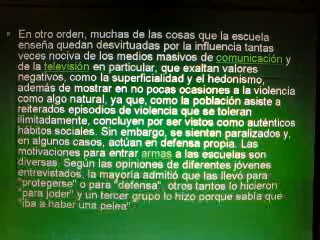 En otro orden, muchas de las cosas que la escuela
enseña quedan desvirtuadas por la influencia tantas
veces nociva de los medios masivos de comunicación y
de la televisión en particular, que exaltan valores
negativos, como la superficialidad y el hedonismo,
además de mostrar en no pocas ocasiones a la violencia
como algo natural, ya que, como la población asiste a
reiterados episodios de violencia que se toleran
ilimitadamente, concluyen por ser vistos como auténticos
hábitos sociales. Sin embargo, se sienten paralizados y,
en algunos casos, actúan en defensa propia. Las
motivaciones para entrar armas a las escuelas son
diversas. Según las opiniones de diferentes jóvenes
entrevistados, la mayoría admitió que las llevó para
"protegerse" o para "defensa", otros tantos lo hicieron
"para joder" y un tercer grupo lo hizo porque sabía que
"iba a haber una pelea".